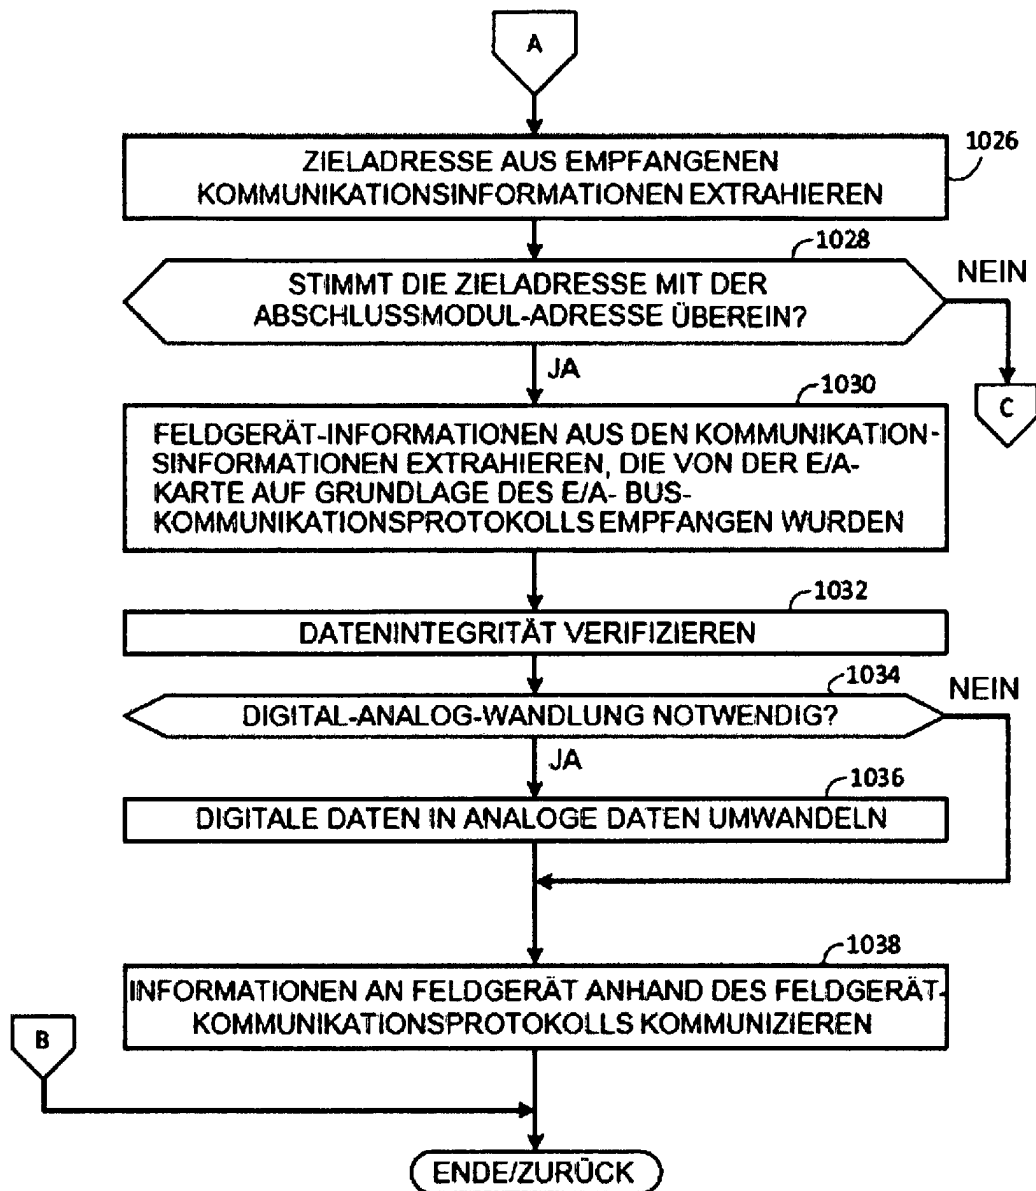 A
1026
ZIELADRESSE AUS EMPFANGENEN
KOMMUNIKATIONSINFORMATIONEN EXTRAHIEREN
1028
STIMMT DIE ZIELADRESSE MIT DER
ABSCHLUSSMODUL-ADRESSE ÜBEREIN?
NEIN
JA
C
1030
FELDGERÄT-INFORMATIONEN AUS DEN KOMMUNIKATION-
SINFORMATIONEN EXTRAHIEREN, DIE VON DER E/A-
KARTE AUF GRUNDLAGE DES E/A- BUS-
KOMMUNIKATIONSPROTOKOLLS EMPFANGEN WURDEN
1032
DATENINTEGRITÄT VERIFIZIEREN
1034
DIGITAL-ANALOG-WANDLUNG NOTWENDIG?
NEIN
JA
1036
DIGITALE DATEN IN ANALOGE DATEN UMWANDELN
1038
INFORMATIONEN AN FELDGERÄT ANHAND DES FELDGERÄT-
KOMMUNIKATIONSPROTOKOLLS KOMMUNIZIEREN
B
ENDE/ZURÜCK